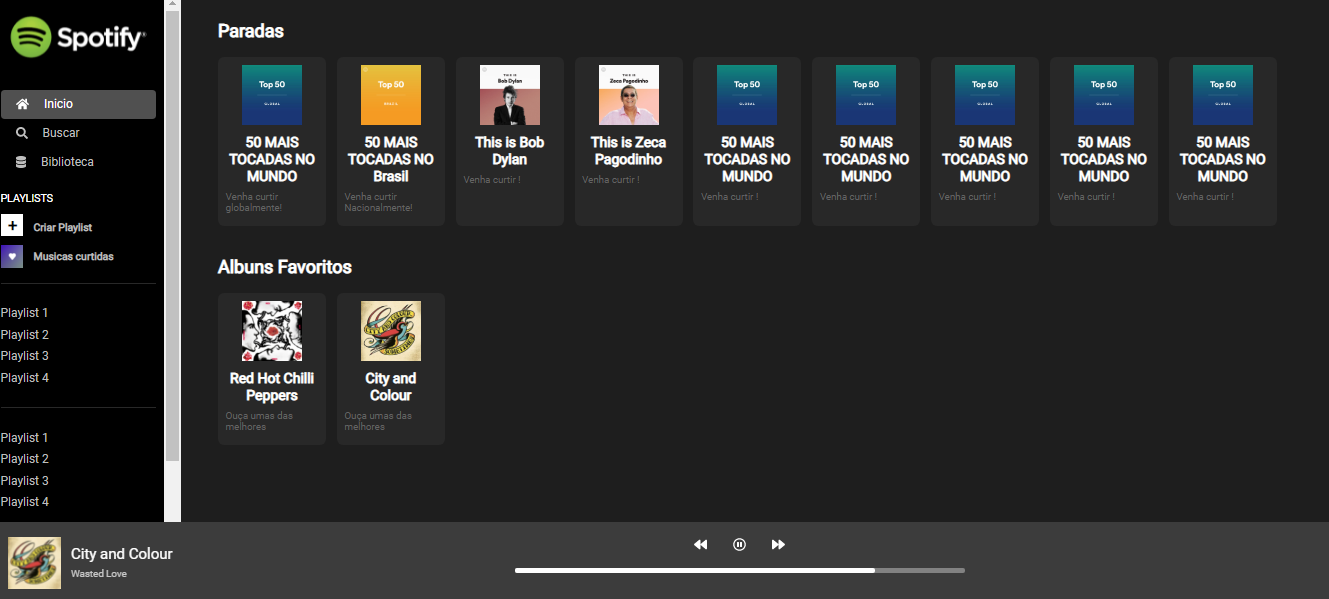 Spotify®
Inicio
Buscar
Biblioteca
PLAYLISTS
Criar Playlist
Musicas curtidas
Playlist 1
Playlist 2
Playlist 3
Playlist 4
Playlist 1
Playlist 2
Playlist 3
Playlist 4
Paradas
Top 50
GLOBAL
50 MAIS
TOCADAS NO
MUNDO
Venha curtir
globalmente!
Top 50
BRASIL
50 MAIS
TOCADAS NO
Brasil
Venha curtir
Nacionalmente!
THIS IS
Bob Dylan
This is Bob
Dylan
Venha curtir !
THIS IS
Zeca Pagodinho
This is Zeca
Pagodinho
Venha curtir !
Top 50
GLOBAL
50 MAIS
TOCADAS NO
MUNDO
Venha curtir !
Top 50
GLOBAL
50 MAIS
TOCADAS NO
MUNDO
Venha curtir !
Top 50
GLOBAL
50 MAIS
TOCADAS NO
MUNDO
Venha curtir !
Top 50
GLOBAL
50 MAIS
TOCADAS NO
MUNDO
Venha curtir !
Top 50
GLOBAL
50 MAIS
TOCADAS NO
MUNDO
Venha curtir !
Albuns Favoritos
Red Hot Chilli
Peppers
Ouça umas das
melhores
CITY AND COLOUR
City and
Colour
Ouça umas das
melhores
City and Colour
Wasted Love